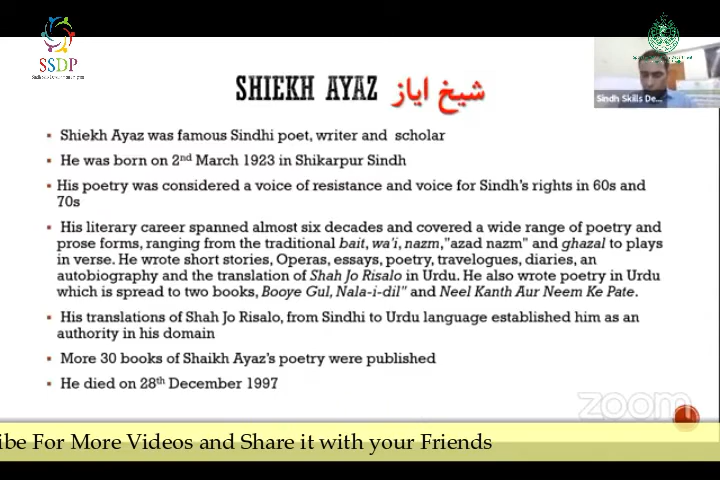 SSDP
SHIEKH AYAZ شيخ اياز
Sindh Skills De...
▪ Shiekh Ayaz was famous Sindhi poet, writer and scholar
▪ He was born on 2nd March 1923 in Shikarpur Sindh
▪ His poetry was considered a voice of resistance and voice for Sindh's rights in 60s and
70s
▪ His literary career spanned almost six decades and covered a wide range of poetry and
prose forms, ranging from the traditional bait, wa'i, nazm,"azad nazm" and ghazal to plays
in verse. He wrote short stories, Operas, essays, poetry, travelogues, diaries, an
autobiography and the translation of Shah Jo Risalo in Urdu. He also wrote poetry in Urdu
which is spread to two books, Booye Gul, Nala-i-dil" and Neel Kanth Aur Neem Ke Pate.
▪ His translations of Shah Jo Risalo, from Sindhi to Urdu language established him as an
authority in his domain
▪ More 30 books of Shaikh Ayaz's poetry were published
▪ He died on 28th December 1997
zoom
ibe For More Videos and Share it with your Friends